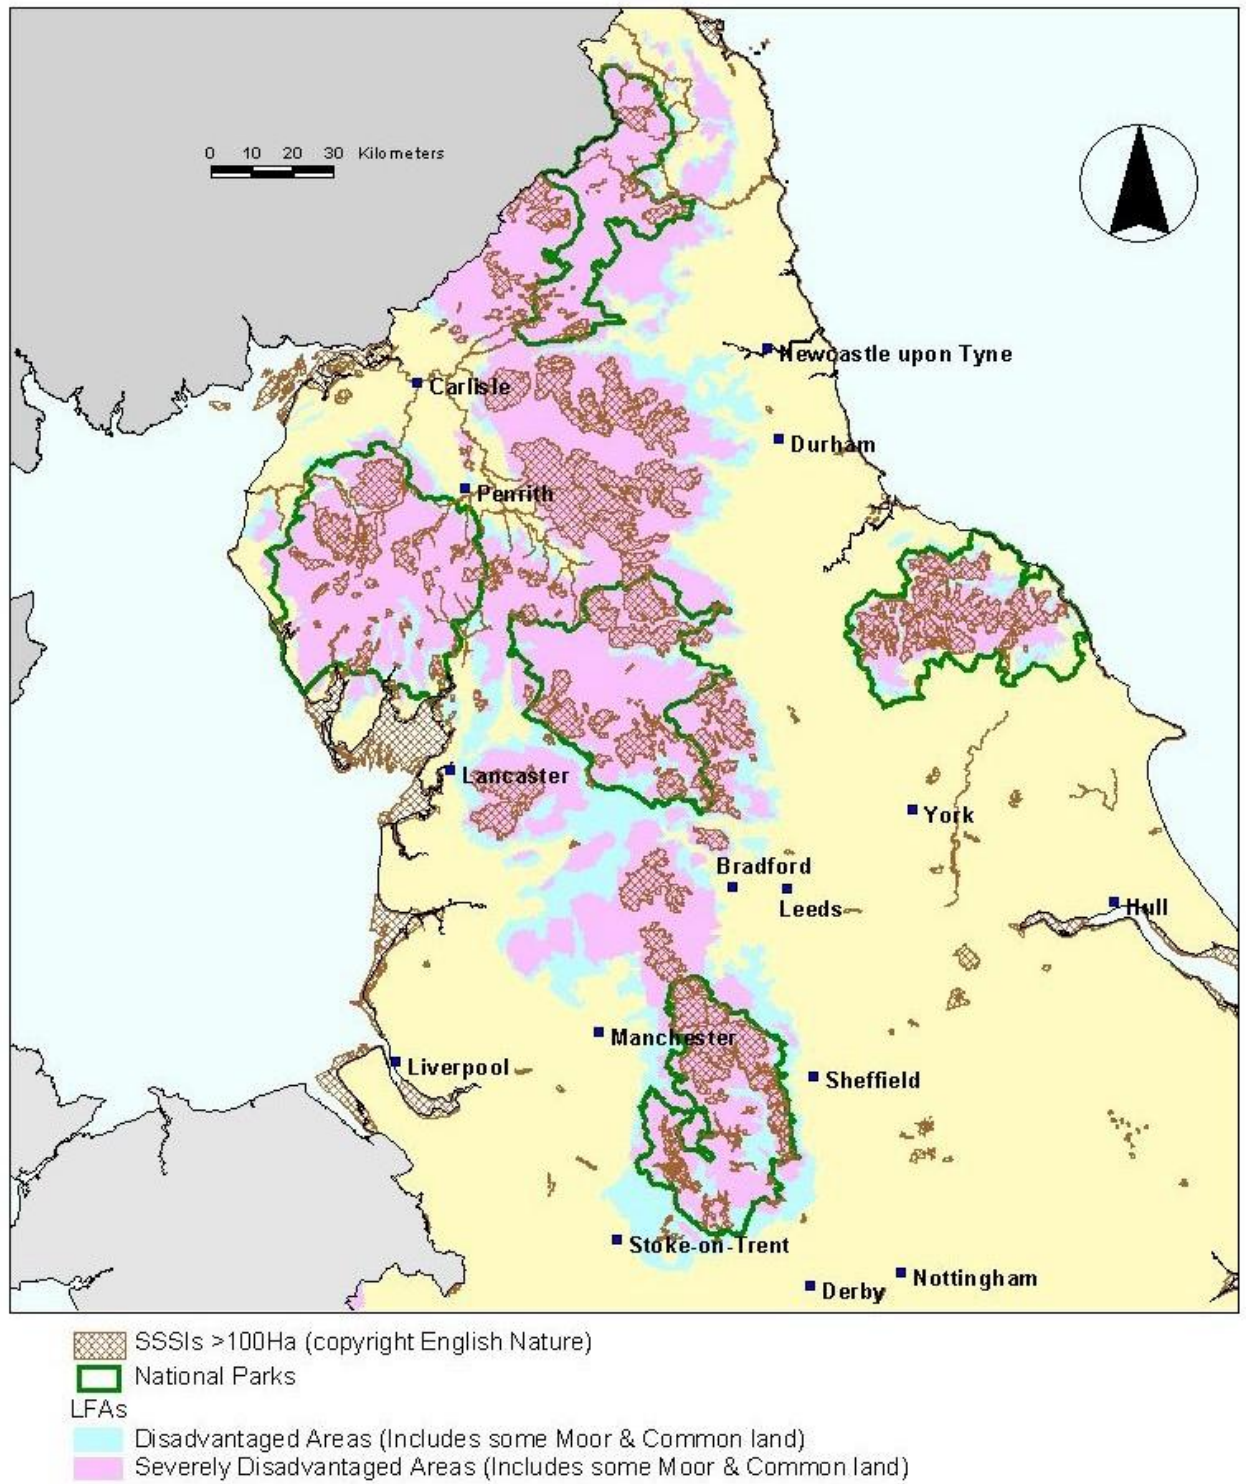 0 10 20 30 Kilometers
Newcastle upon Tyne
Carlisle
Durham
Penrith
Lancaster
York
Bradford
Leeds
Hull
Manchester
Liverpool
Sheffield
Stoke-on-Trent
Nottingham
Derby
SSSIs >100Ha (copyright English Nature)
National Parks
LFAs
Disadvantaged Areas (Includes some Moor & Common land)
Severely Disadvantaged Areas (Includes some Moor & Common land)